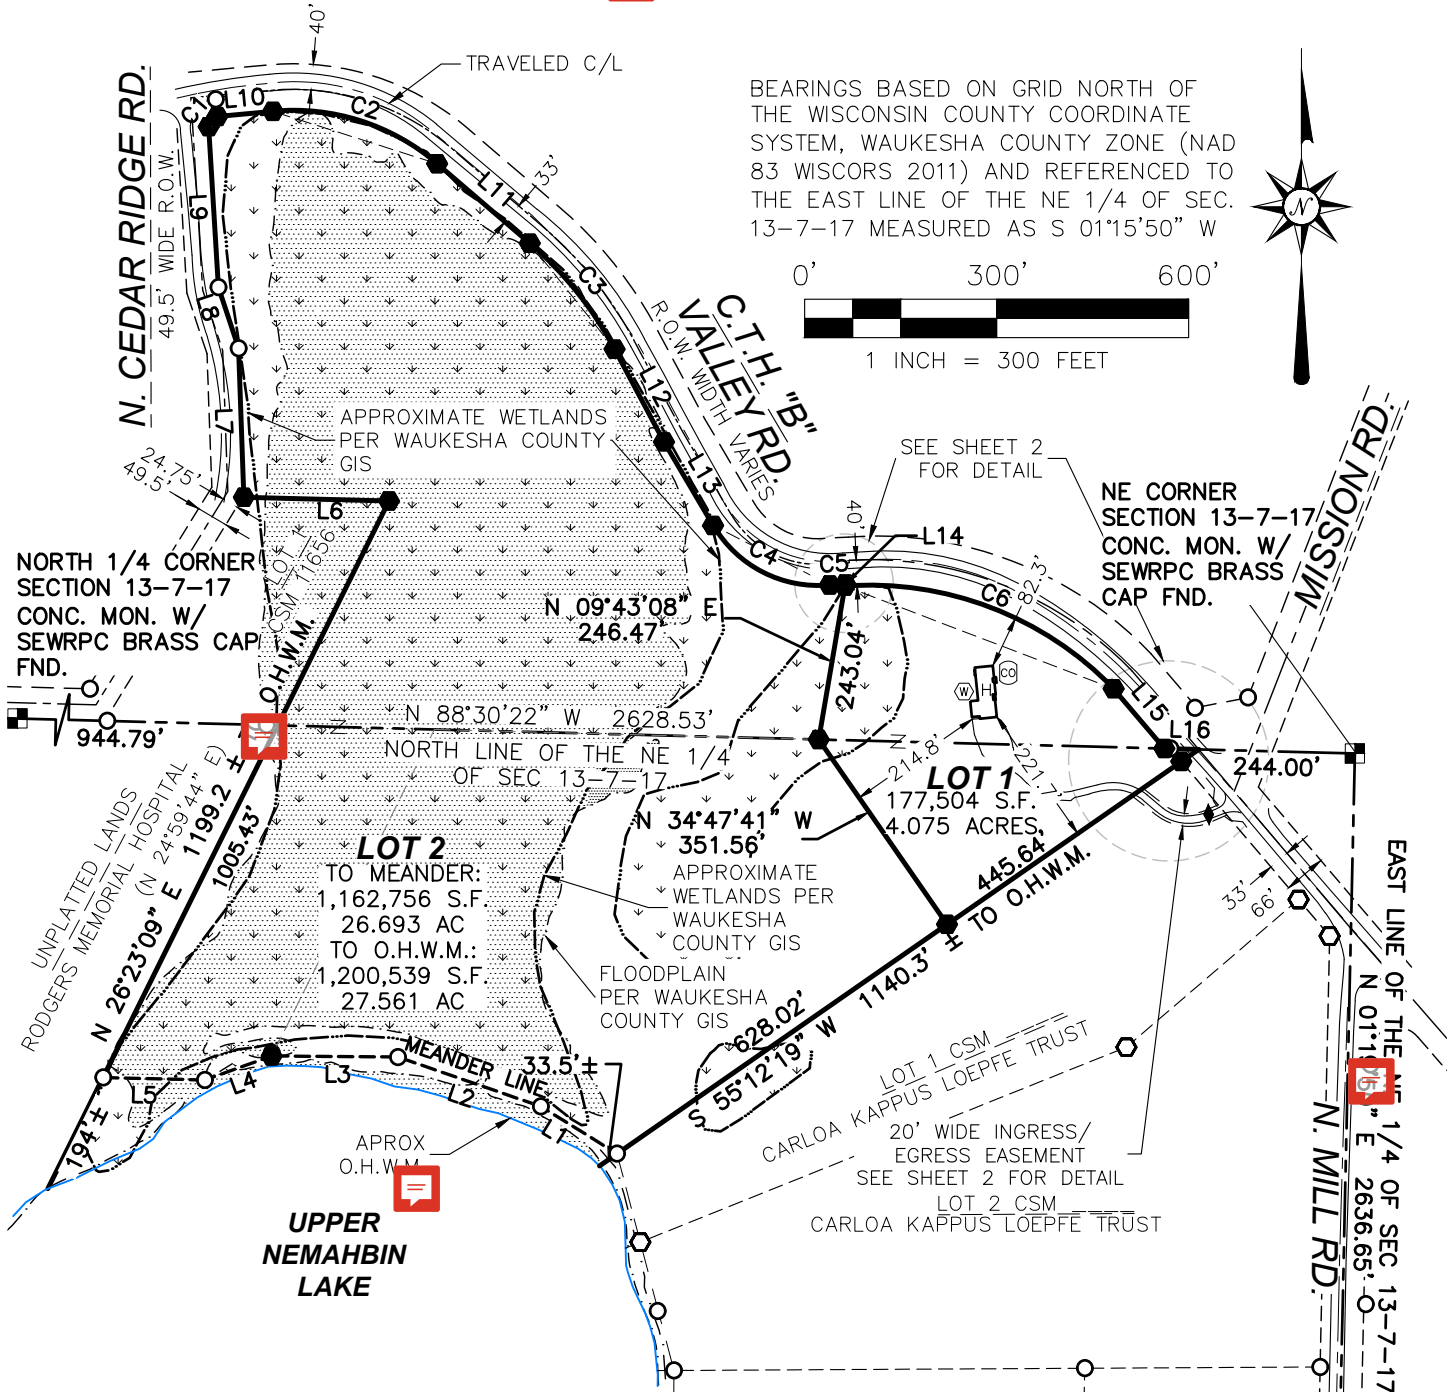 40'
TRAVELED C/L
N. CEDAR RIDGE RD.
49.5' WIDE R.O.W.
C1
L10
C2
L11
33'
C3
L9
L8
L7
24.75'
49.5'
L6
L12
L13
C.T.H. "B"
VALLEY RD.
R.O.W. WIDTH VARIES
BEARINGS BASED ON GRID NORTH OF
THE WISCONSIN COUNTY COORDINATE
SYSTEM, WAUKESHA COUNTY ZONE (NAD
83 WISCORS 2011) AND REFERENCED TO
THE EAST LINE OF THE NE 1/4 OF SEC.
13-7-17 MEASURED AS S 01°15'50" W
N
0' 300' 600'
1 INCH = 300 FEET
APPROXIMATE WETLANDS
PER WAUKESHA COUNTY
GIS
SEE SHEET 2
FOR DETAIL
MISSION RD.
NE CORNER
SECTION 13-7-17
CONC. MON. W/
SEWRPC BRASS
CAP FND.
NORTH 1/4 CORNER
SECTION 13-7-17
CONC. MON. W/
SEWRPC BRASS CAP
FND.
LOT 1
CSM 11656
O.H.W.M.
C4
C5
40'
L14
C6
82.3'
N 09°43'08" E
246.47'
243.04'
W
H
CO
L15
L16
944.79'
N 88°30'22" W 2628.53'
NORTH LINE OF THE NE 1/4
OF SEC 13-7-17
244.00'
214.8'
221.
LOT 1
177,504 S.F.
4.075 ACRES
N 34°47'41" W
351.56'
445.64'
1140.3' ± TO O.H.W.M.
UNPLATTED LANDS
RODGERS MEMORIAL HOSPITAL
(N 24°59'44" E)
N 26°23'09" E 1199.2 ±
1005.43'
LOT 2
TO MEANDER:
1,162,756 S.F.
26.693 AC
TO O.H.W.M.:
1,200,539 S.F.
27.561 AC
APPROXIMATE
WETLANDS PER
WAUKESHA
COUNTY GIS
FLOODPLAIN
PER WAUKESHA
COUNTY GIS
33'
66'
628.02'
S 55°12'19" W
33.5'±
MEANDER LINE
L5
L4
L3
L2
L1
194'±
APROX
O.H.W.M
UPPER
NEMAHBIN
LAKE
LOT 1 CSM
CARLOA KAPPUS LOEPFE TRUST
20' WIDE INGRESS/
EGRESS EASEMENT
SEE SHEET 2 FOR DETAIL
LOT 2 CSM
CARLOA KAPPUS LOEPFE TRUST
N. MILL RD.
EAST LINE OF THE NE 1/4 OF SEC 13-7-17
E 2636.65'